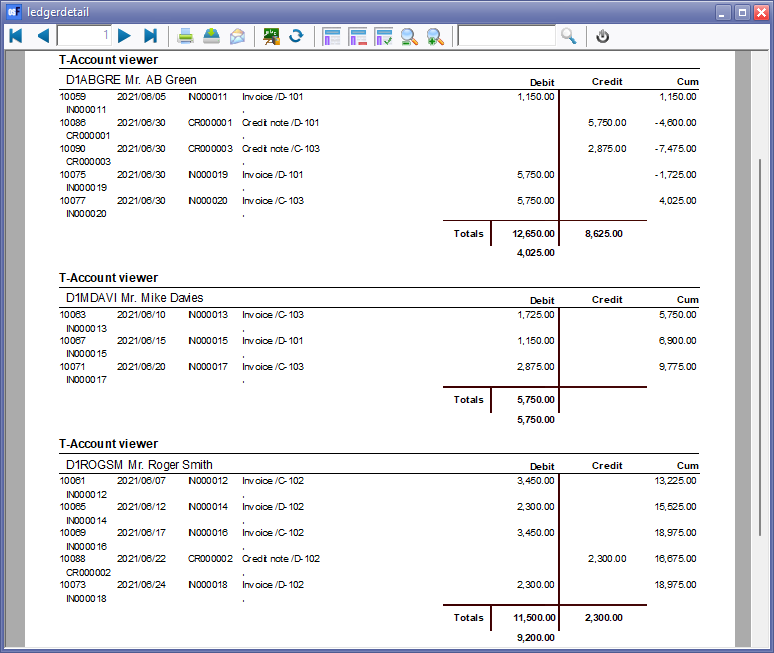 ledgerdetail
1
T-Account viewer
D1ABGRE Mr. AB Green Debit Credit Cum
10059 2021/06/05 IN000011 Invoice /D-101 1,150.00 1,150.00
IN000011 ,
10086 2021/06/30 CR000001 Credit note /D-101 5,750.00 -4,600.00
CR000001 ,
10090 2021/06/30 CR000003 Credit note /C-103 2,875.00 -7,475.00
CR000003 ,
10075 2021/06/30 IN000019 Invoice /D-101 5,750.00 -1,725.00
IN000019 ,
10077 2021/06/30 IN000020 Invoice /C-103 5,750.00 4,025.00
IN000020 ,
Totals 12,650.00 8,625.00
4,025.00
T-Account viewer
D1MDAVI Mr. Mike Davies Debit Credit Cum
10063 2021/06/10 IN000013 Invoice /C-103 1,725.00 5,750.00
IN000013 ,
10067 2021/06/15 IN000015 Invoice /D-101 1,150.00 6,900.00
IN000015 ,
10071 2021/06/20 IN000017 Invoice /C-103 2,875.00 9,775.00
IN000017 ,
Totals 5,750.00
5,750.00
T-Account viewer
D1ROGSM Mr. Roger Smith Debit Credit Cum
10061 2021/06/07 IN000012 Invoice /C-102 3,450.00 13,225.00
IN000012 ,
10065 2021/06/12 IN000014 Invoice /D-102 2,300.00 15,525.00
IN000014 ,
10069 2021/06/17 IN000016 Invoice /C-102 3,450.00 18,975.00
IN000016 ,
10088 2021/06/22 CR000002 Credit note /D-102 2,300.00 16,675.00
CR000002 ,
10073 2021/06/24 IN000018 Invoice /D-102 2,300.00 18,975.00
IN000018 ,
Totals 11,500.00 2,300.00
9,200.00